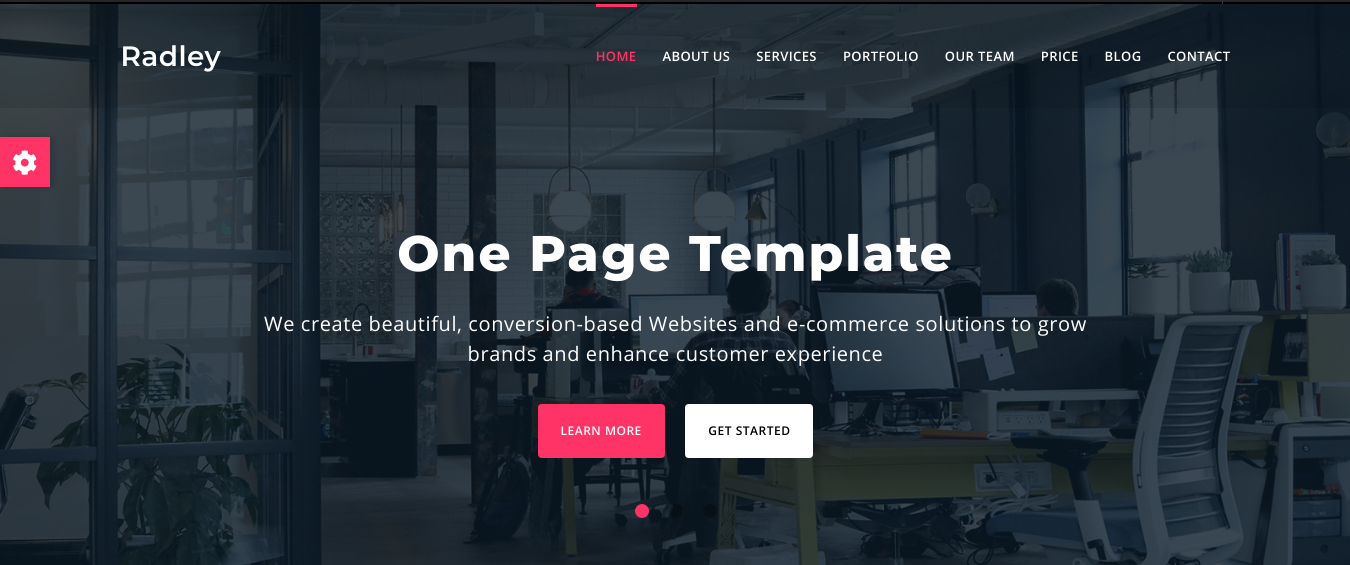 Radley
HOME ABOUT US SERVICES PORTFOLIO OUR TEAM PRICE BLOG CONTACT
One Page Template
We create beautiful, conversion-based Websites and e-commerce solutions to grow
brands and enhance customer experience
LEARN MORE GET STARTED